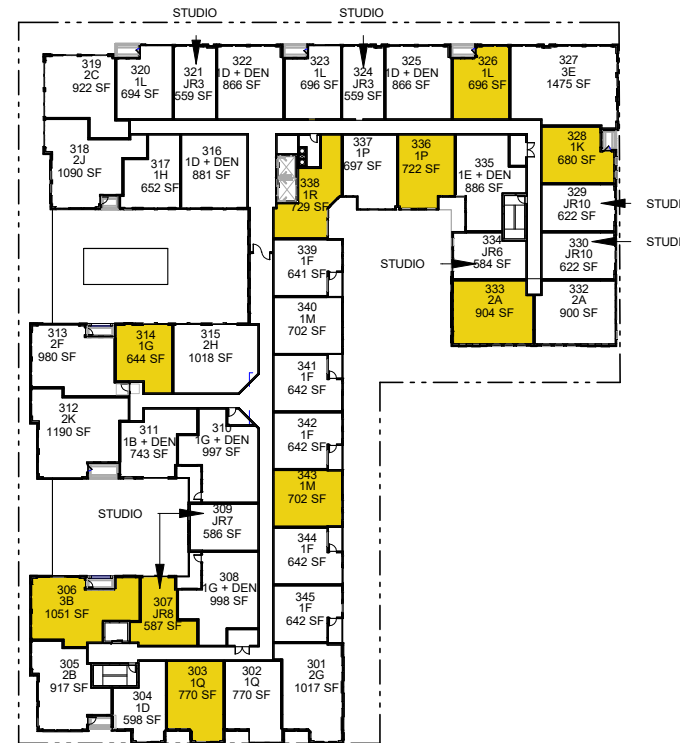 STUDIO
STUDIO
319
2C
922 SF
320
1L
694 SF
321
JR3
559 SF
322
1D + DEN
866 SF
323
1L
696 SF
324
JR3
559 SF
325
1D + DEN
866 SF
326
1L
696 SF
327
3E
1475 SF
318
2J
1090 SF
317
1H
652 SF
316
1D + DEN
881 SF
338
1R
729 SF
337
1P
697 SF
336
1P
722 SF
335
1E + DEN
886 SF
328
1K
680 SF
329
JR10
622 SF
STUDI
330
JR10
622 SF
STUDI
334
JR6
584 SF
STUDIO
333
2A
904 SF
332
2A
900 SF
339
1F
641 SF
340
1M
702 SF
313
2F
980 SF
314
1G
644 SF
315
2H
1018 SF
341
1F
642 SF
312
2K
1190 SF
311
1B + DEN
743 SF
310
1G + DEN
997 SF
342
1F
642 SF
343
1M
702 SF
STUDIO
309
JR7
586 SF
344
1F
642 SF
306
3B
1051 SF
307
JR8
587 SF
308
1G + DEN
998 SF
345
1F
642 SF
305
2B
917 SF
304
1D
598 SF
303
1Q
770 SF
302
1Q
770 SF
301
2G
1017 SF